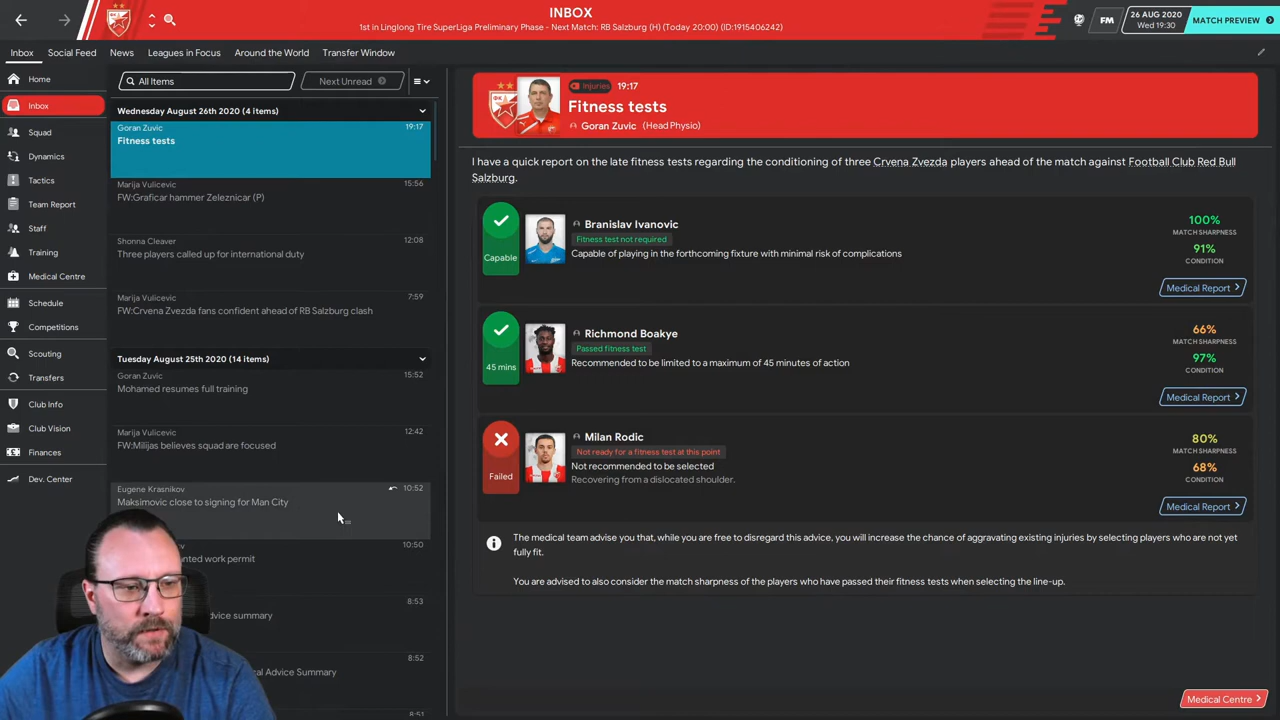 INBOX
1st in Linglong Tire SuperLiga Preliminary Phase - Next Match: RB Salzburg (H) (Today 20:00) (ID:1915406242)
FM
26 AUG 2020
WED 19:30
MATCH PREVIEW
Inbox
Social Feed
News
Leagues in Focus
Around the World
Transfer Window
Home
Inbox
Squad
Dynamics
Tactics
Team Report
Staff
Training
Medical Centre
Schedule
Competitions
Scouting
Transfers
Club Info
Club Vision
Finances
Dev. Center
All Items
Next Unread
Wednesday August 26th 2020 (4 items)
Goran Zuvic 19:17
Fitness tests
Marija Vulicevic 15:56
FW:Graficar hammer Zeleznicar (P)
Shonna Cleaver 12:08
Three players called up for international duty
Marija Vulicevic 7:59
FW:Crvena Zvezda fans confident ahead of RB Salzburg clash
Tuesday August 25th 2020 (14 items)
Goran Zuvic 15:52
Mohamed resumes full training
Marija Vulicevic 12:42
FW:Milijas believes squad are focused
Eugene Krasnikov 10:52
Maksimovic close to signing for Man City
10:50
anted work permit
8:53
dvice summary
8:52
al Advice Summary
8:51
Injuries 19:17
Fitness tests
Goran Zuvic (Head Physio)
I have a quick report on the late fitness tests regarding the conditioning of three Crvena Zvezda players ahead of the match against Football Club Red Bull
Salzburg.
Capable
Branislav Ivanovic
Fitness test not required
Capable of playing in the forthcoming fixture with minimal risk of complications
100%
MATCH SHARPNESS
91%
CONDITION
Medical Report
45 mins
Richmond Boakye
Passed fitness test
Recommended to be limited to a maximum of 45 minutes of action
66%
MATCH SHARPNESS
97%
CONDITION
Medical Report
Failed
Milan Rodic
Not ready for a fitness test at this point
Not recommended to be selected
Recovering from a dislocated shoulder.
80%
MATCH SHARPNESS
68%
CONDITION
Medical Report
The medical team advise you that, while you are free to disregard this advice, you will increase the chance of aggravating existing injuries by selecting players who are not yet
fully fit.
You are advised to also consider the match sharpness of the players who have passed their fitness tests when selecting the line-up.
Medical Centre